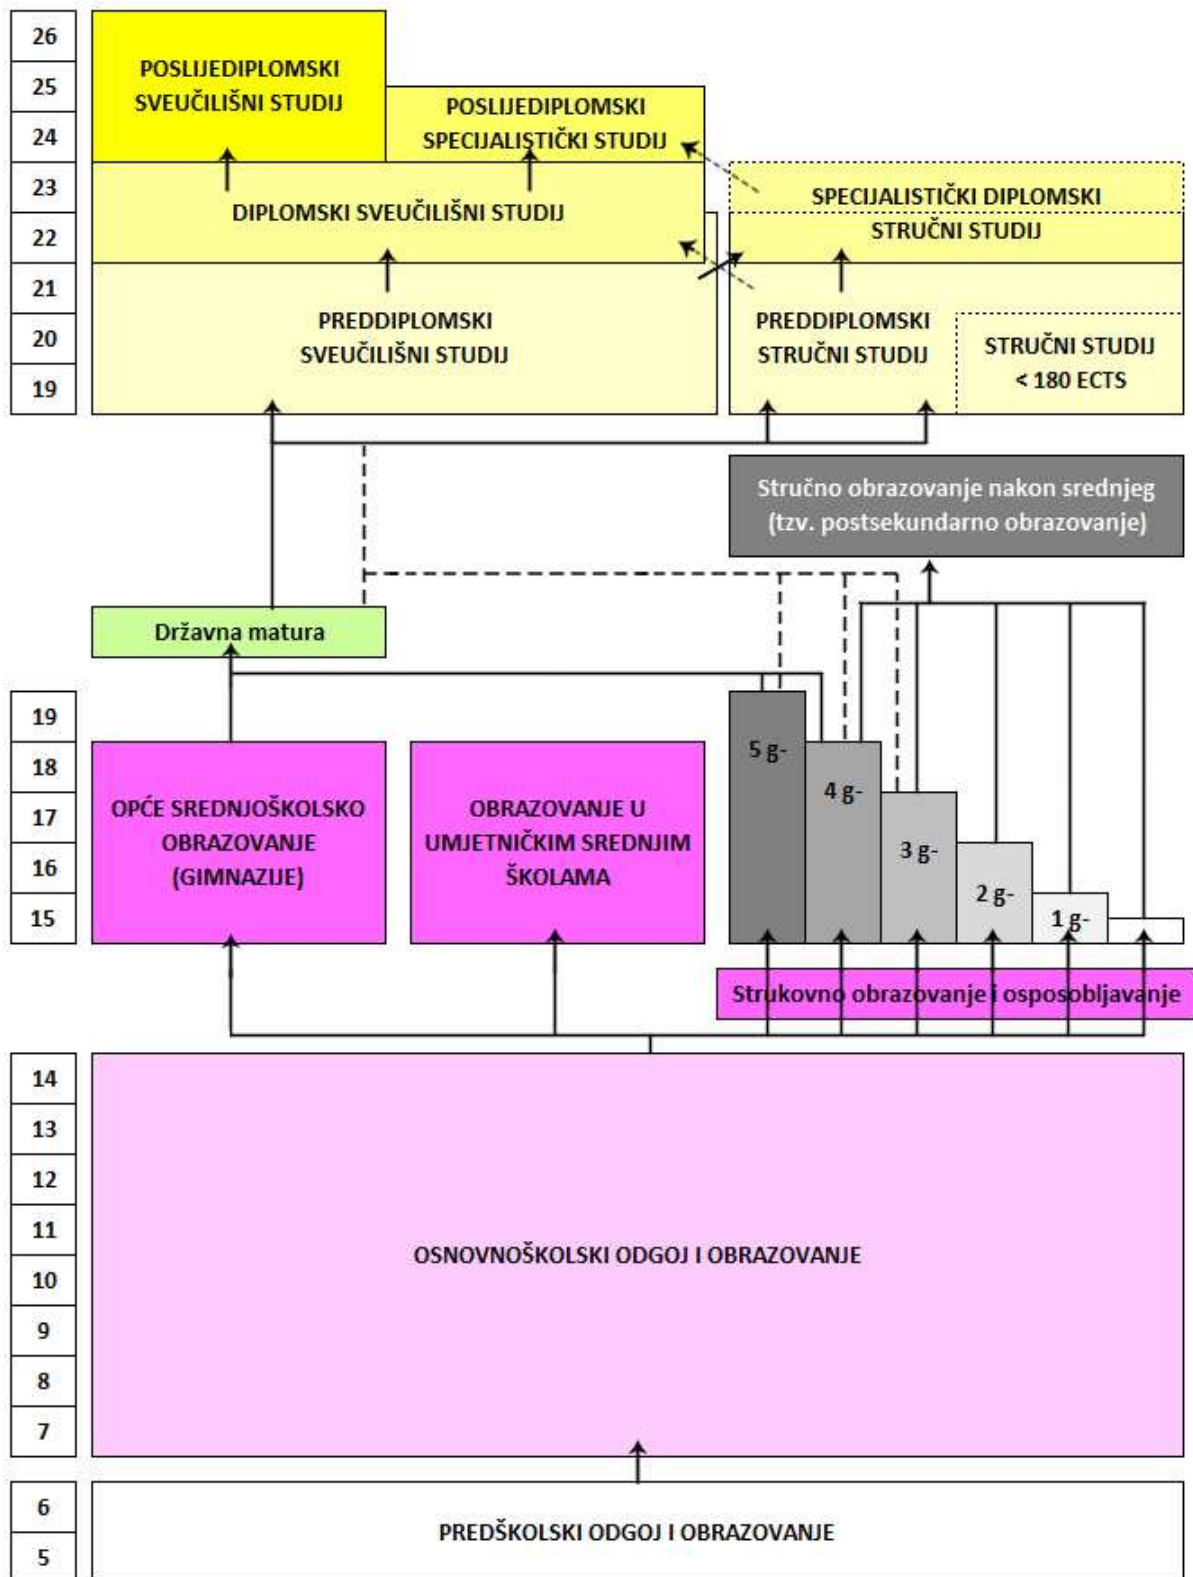 26
25
24
23
22
21
20
19
POSLIJEDIPLOMSKI
SVEUČILIŠNI STUDIJ
POSLIJEDIPLOMSKI
SPECIJALISTIČKI STUDIJ
DIPLOMSKI SVEUČILIŠNI STUDIJ
SPECIJALISTIČKI DIPLOMSKI
STRUČNI STUDIJ
PREDDIPLOMSKI
SVEUČILIŠNI STUDIJ
PREDDIPLOMSKI
STRUČNI STUDIJ
STRUČNI STUDIJ
< 180 ECTS
Stručno obrazovanje nakon srednjeg
(tzv. postsekundarno obrazovanje)
Državna matura
19
18
17
16
15
OPĆE SREDNJOŠKOLSKO
OBRAZOVANJE
(GIMNAZIJE)
OBRAZOVANJE U
UMJETNIČKIM SREDNJIM
ŠKOLAMA
5 g-
4 g-
3 g-
2 g-
1 g-
Strukovno obrazovanje i osposobljavanje
14
13
12
11
10
9
8
7
OSNOVNOŠKOLSKI ODGOJ I OBRAZOVANJE
6
5
PREDŠKOLSKI ODGOJ I OBRAZOVANJE